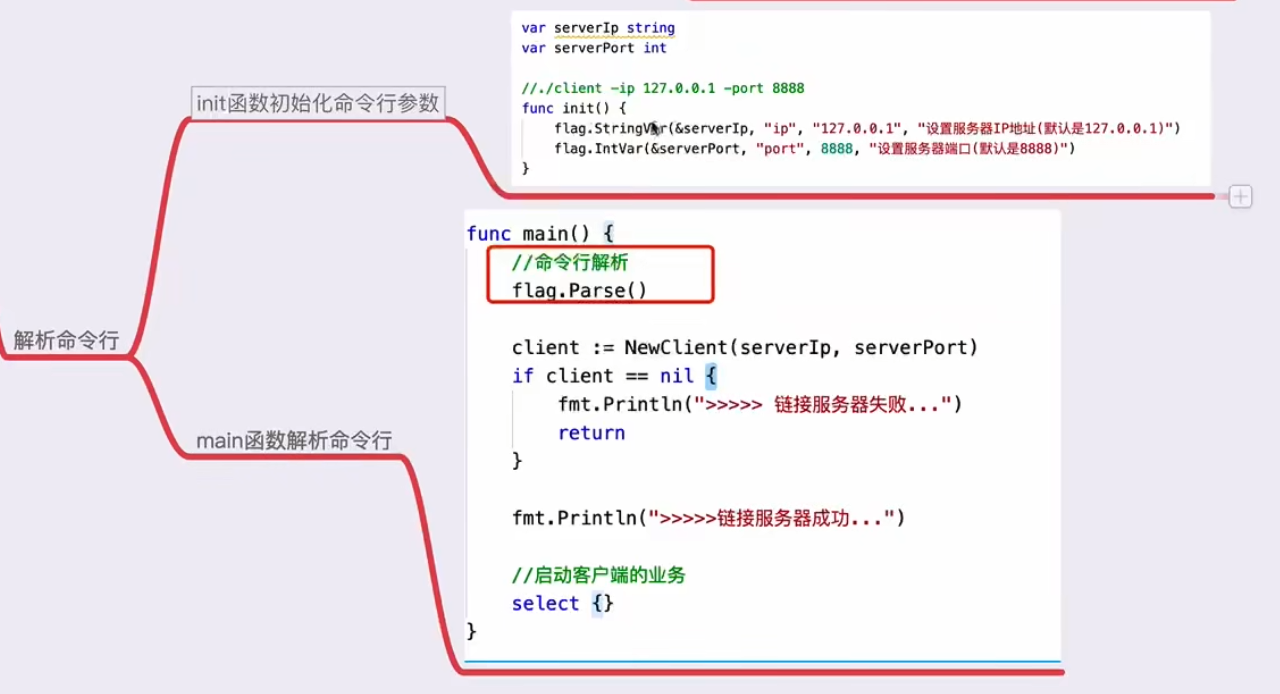 解析命令行
init函数初始化命令行参数
var serverIp string
var serverPort int
//./client -ip 127.0.0.1 -port 8888
func init() {
flag.StringVar(&serverIp, "ip", "127.0.0.1", "设置服务器IP地址(默认是127.0.0.1)")
flag.IntVar(&serverPort, "port", 8888, "设置服务器端口(默认是8888)")
}
main函数解析命令行
func main() {
//命令行解析
flag.Parse()
client := NewClient(serverIp, serverPort)
if client == nil {
fmt.Println(">>>>> 链接服务器失败...")
return
}
fmt.Println(">>>>>链接服务器成功...")
//启动客户端的业务
select {}
}